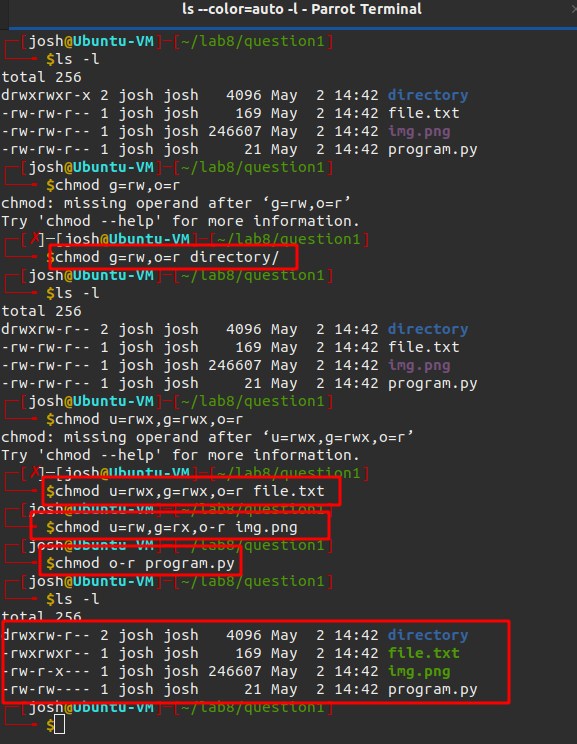 ls --color=auto -l - Parrot Terminal
[josh@Ubuntu-VM]─[~/lab8/question1]
$ls -l
total 256
drwxrwxr-x 2 josh josh   4096 May  2 14:42 directory
-rw-rw-r-- 1 josh josh    169 May  2 14:42 file.txt
-rw-rw-r-- 1 josh josh 246607 May  2 14:42 img.png
-rw-rw-r-- 1 josh josh     21 May  2 14:42 program.py
[josh@Ubuntu-VM]─[~/lab8/question1]
$chmod g=rw,o=r
chmod: missing operand after ‘g=rw,o=r’
Try 'chmod --help' for more information.
[✗]─[josh@Ubuntu-VM]─[~/lab8/question1]
$chmod g=rw,o=r directory/
[josh@Ubuntu-VM]─[~/lab8/question1]
$ls -l
total 256
drwxrw-r-- 2 josh josh   4096 May  2 14:42 directory
-rw-rw-r-- 1 josh josh    169 May  2 14:42 file.txt
-rw-rw-r-- 1 josh josh 246607 May  2 14:42 img.png
-rw-rw-r-- 1 josh josh     21 May  2 14:42 program.py
[josh@Ubuntu-VM]─[~/lab8/question1]
$chmod u=rwx,g=rwx,o=r
chmod: missing operand after ‘u=rwx,g=rwx,o=r’
Try 'chmod --help' for more information.
[✗]─[josh@Ubuntu-VM]─[~/lab8/question1]
$chmod u=rwx,g=rwx,o=r file.txt
[josh@Ubuntu-VM]─[~/lab8/question1]
$chmod u=rw,g=rx,o-r img.png
[josh@Ubuntu-VM]─[~/lab8/question1]
$chmod o-r program.py
[josh@Ubuntu-VM]─[~/lab8/question1]
$ls -l
total 256
drwxrw-r-- 2 josh josh   4096 May  2 14:42 directory
-rwxrwxr-- 1 josh josh    169 May  2 14:42 file.txt
-rw-r-x--- 1 josh josh 246607 May  2 14:42 img.png
-rw-rw---- 1 josh josh     21 May  2 14:42 program.py
[josh@Ubuntu-VM]─[~/lab8/question1]
$